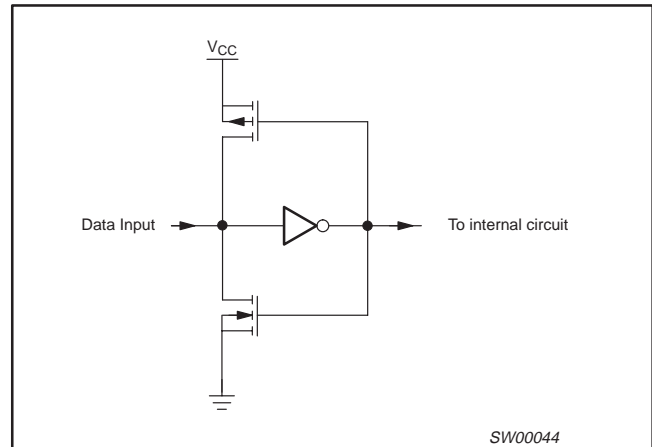 VCC
Data Input
To internal circuit
SW00044